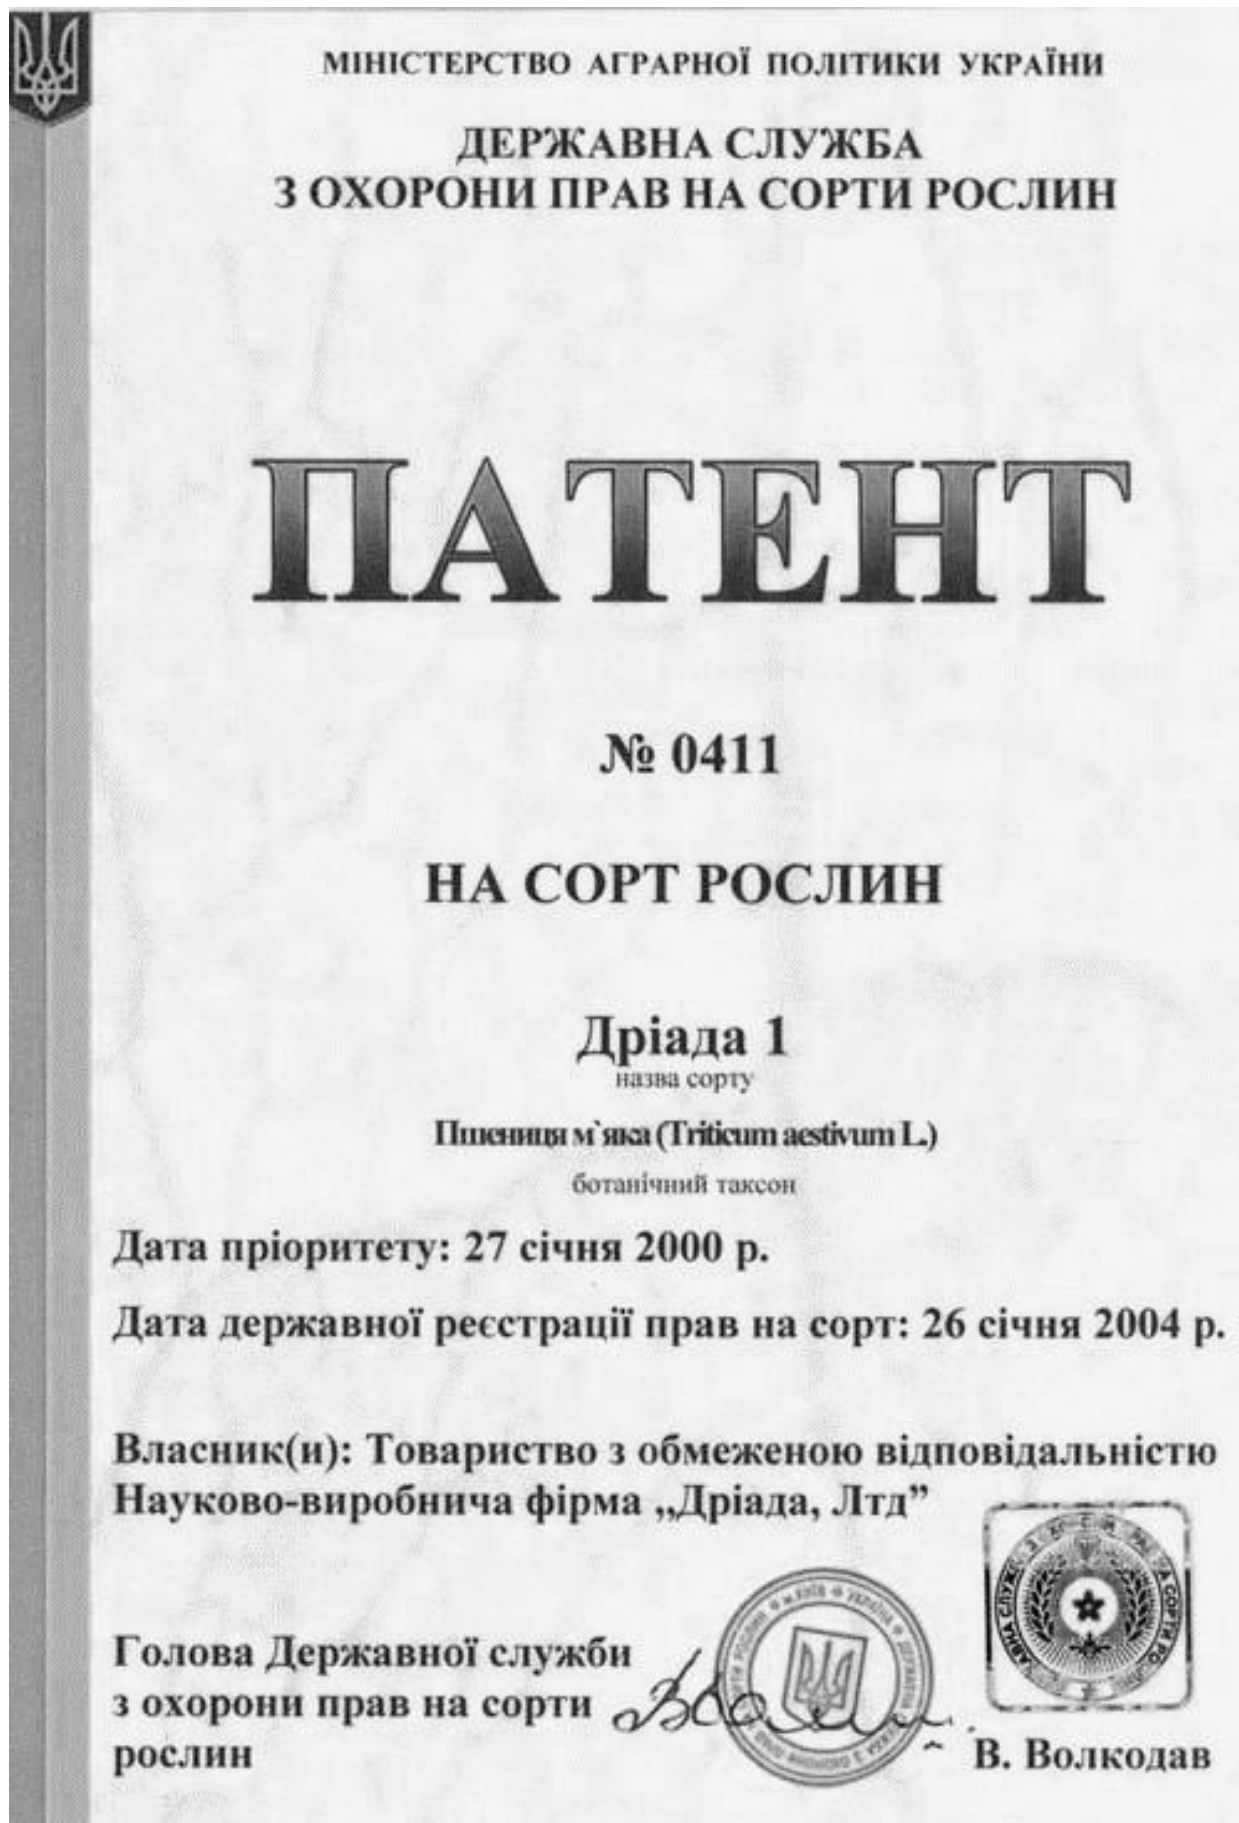 МІНІСТЕРСТВО АГРАРНОЇ ПОЛІТИКИ УКРАЇНИ
ДЕРЖАВНА СЛУЖБА
З ОХОРОНИ ПРАВ НА СОРТИ РОСЛИН
ПАТЕНТ
№ 0411
НА СОРТ РОСЛИН
Дріада 1
назва сорту
Пшениця м`яка (Triticum aestivum L.)
ботанічний таксон
Дата пріоритету: 27 січня 2000 р.
Дата державної реєстрації прав на сорт: 26 січня 2004 р.
Власник(и): Товариство з обмеженою відповідальністю
Науково-виробнича фірма „Дріада, Лтд”
Голова Державної служби
з охорони прав на сорти
рослин
В. Волкодав